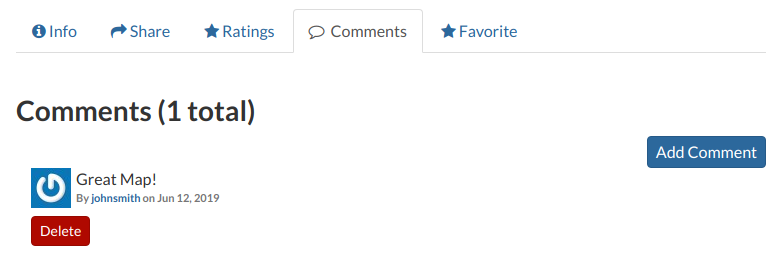 Info Share Ratings Comments Favorite
Comments (1 total)
Add Comment
Great Map!
By johnsmith on Jun 12, 2019
Delete